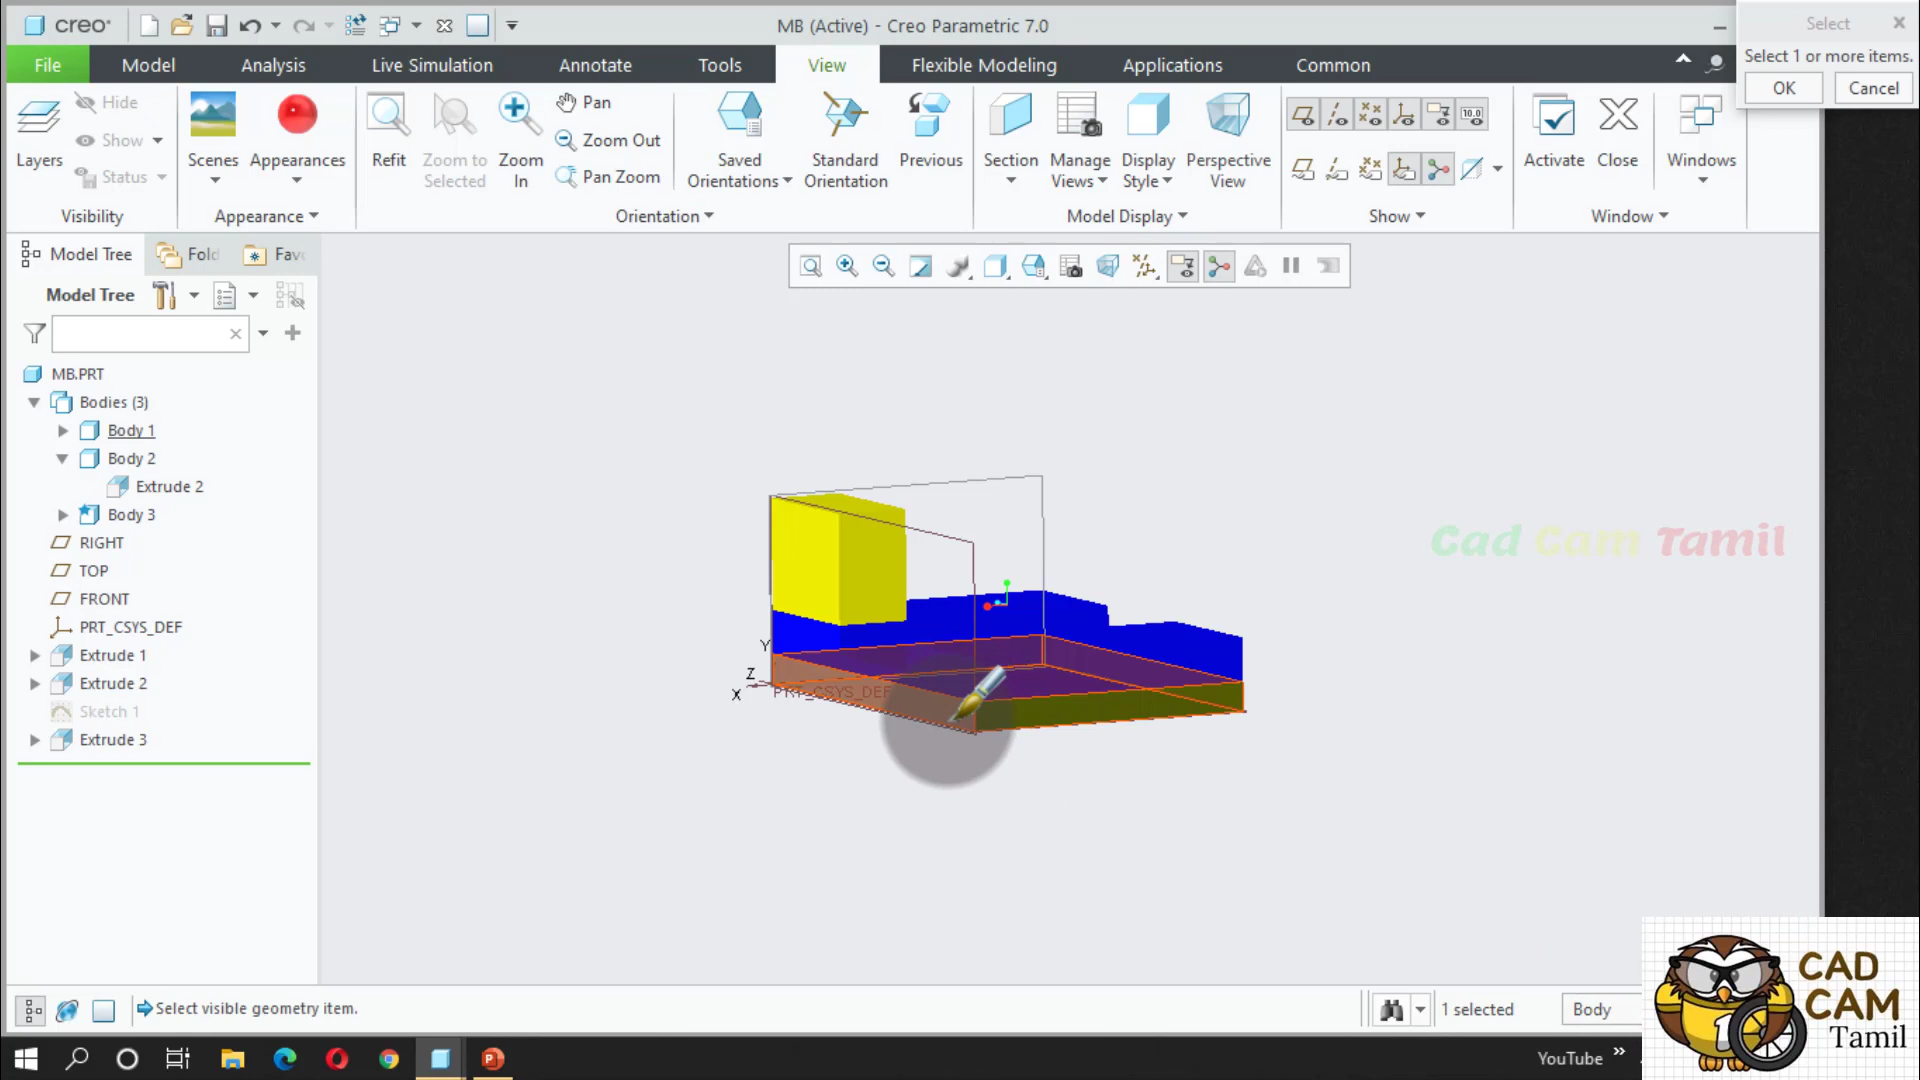 creo
MB (Active) - Creo Parametric 7.0
Select
Select 1 or more items.
OK Cancel
File Model Analysis Live Simulation Annotate Tools View Flexible Modeling Applications Common
Layers
Hide
Show
Status
Visibility
Scenes
Appearances
Appearance
Refit
Zoom to Selected
Zoom In
Pan
Zoom Out
Pan Zoom
Saved Orientations
Standard Orientation
Previous
Orientation
Section
Manage Views
Display Style
Perspective View
Model Display
10.0
Show
Activate
Close
Windows
Window
Model Tree Fold Fav
Model Tree
MB.PRT
Bodies (3)
Body 1
Body 2
Extrude 2
Body 3
RIGHT
TOP
FRONT
PRT_CSYS_DEF
Extrude 1
Extrude 2
Sketch 1
Extrude 3
Y
Z
X
PRT_CSYS_DEF
Cad Cam Tamil
Select visible geometry item.
1 selected
Body
CAD
CAM
Tamil
YouTube